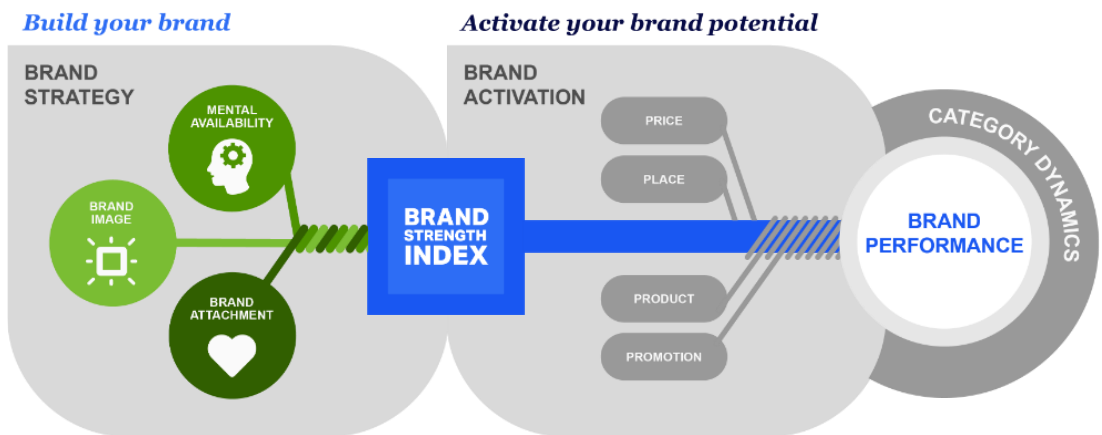 Build your brand
Activate your brand potential
BRAND
STRATEGY
MENTAL
AVAILABILITY
BRAND
IMAGE
BRAND
ATTACHMENT
BRAND
STRENGTH
INDEX
BRAND
ACTIVATION
PRICE
PLACE
PRODUCT
PROMOTION
CATEGORY DYNAMICS
BRAND
PERFORMANCE